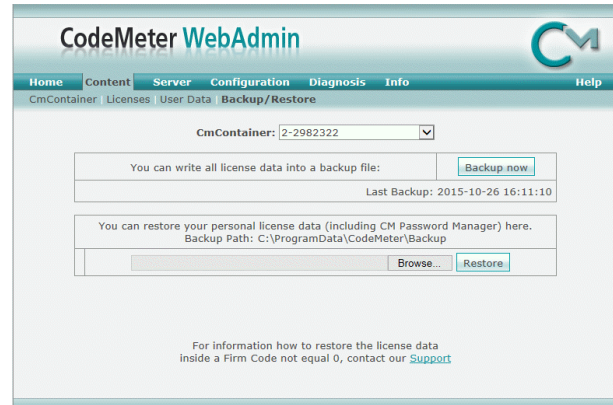 CodeMeter WebAdmin
CM
Home Content Server Configuration Diagnosis Info Help
CmContainer | Licenses | User Data | Backup/Restore
CmContainer: 2-2982322
You can write all license data into a backup file: Backup now
Last Backup: 2015-10-26 16:11:10
You can restore your personal license data (including CM Password Manager) here.
Backup Path: C:\ProgramData\CodeMeter\Backup
Browse... Restore
For information how to restore the license data
inside a Firm Code not equal 0, contact our Support